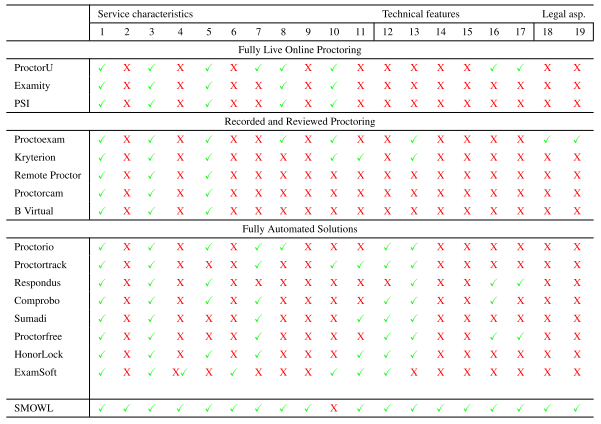 Service characteristics Technical features Legal asp.
1 2 3 4 5 6 7 8 9 10 11 12 13 14 15 16 17 18 19
Fully Live Online Proctoring
ProctorU ✓ X ✓ X ✓ X ✓ ✓ X ✓ X X X X X ✓ ✓ X X
Examity ✓ X ✓ X ✓ X X ✓ X ✓ X X X X X X X X X
PSI ✓ X ✓ X ✓ X X ✓ X ✓ X X X X X X X X X
Recorded and Reviewed Proctoring
Proctoexam ✓ X ✓ X ✓ X X ✓ X ✓ X X ✓ X X X X ✓ ✓
Kryterion ✓ X ✓ X ✓ X X X X ✓ ✓ X ✓ X X X X X X
Remote Proctor ✓ X ✓ X ✓ X X X X X X X X X X X X X X
Proctorcam ✓ X ✓ X ✓ X X X X X X X X X X X X X X
B Virtual ✓ X ✓ X ✓ X X X X X X X X X X X X X X
Fully Automated Solutions
Proctorio ✓ X ✓ X ✓ X ✓ ✓ X X X ✓ ✓ X X X X X X
Proctortrack ✓ X ✓ X X X ✓ X X ✓ ✓ ✓ ✓ X X X X X X
Respondus ✓ X ✓ X ✓ X X X X X X ✓ ✓ X X ✓ ✓ X X
Comprobo ✓ X ✓ X ✓ X ✓ X X X X ✓ ✓ X X X X X X
Sumadi ✓ X ✓ X X X ✓ X X X ✓ ✓ ✓ X X X X X X
Proctorfree ✓ X ✓ X X X ✓ X X X X ✓ ✓ X X ✓ ✓ X X
HonorLock ✓ X ✓ X ✓ X ✓ X X X ✓ ✓ ✓ X X X X X X
ExamSoft ✓ X ✓ X✓ X ✓ X X X ✓ ✓ ✓ X X X X X X X
SMOWL ✓ ✓ ✓ ✓ ✓ ✓ ✓ ✓ ✓ X ✓ ✓ ✓ ✓ ✓ ✓ ✓ ✓ ✓